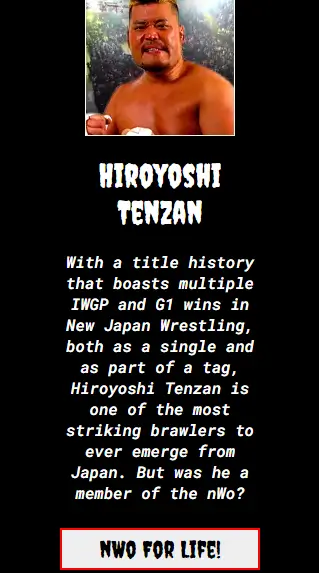 HIROYOSHI
TENZAN
With a title history
that boasts multiple
IWGP and G1 wins in
New Japan Wrestling,
both as a single and
as part of a tag,
Hiroyoshi Tenzan is
one of the most
striking brawlers to
ever emerge from
Japan. But was he a
member of the nWo?
NWO FOR LIFE!